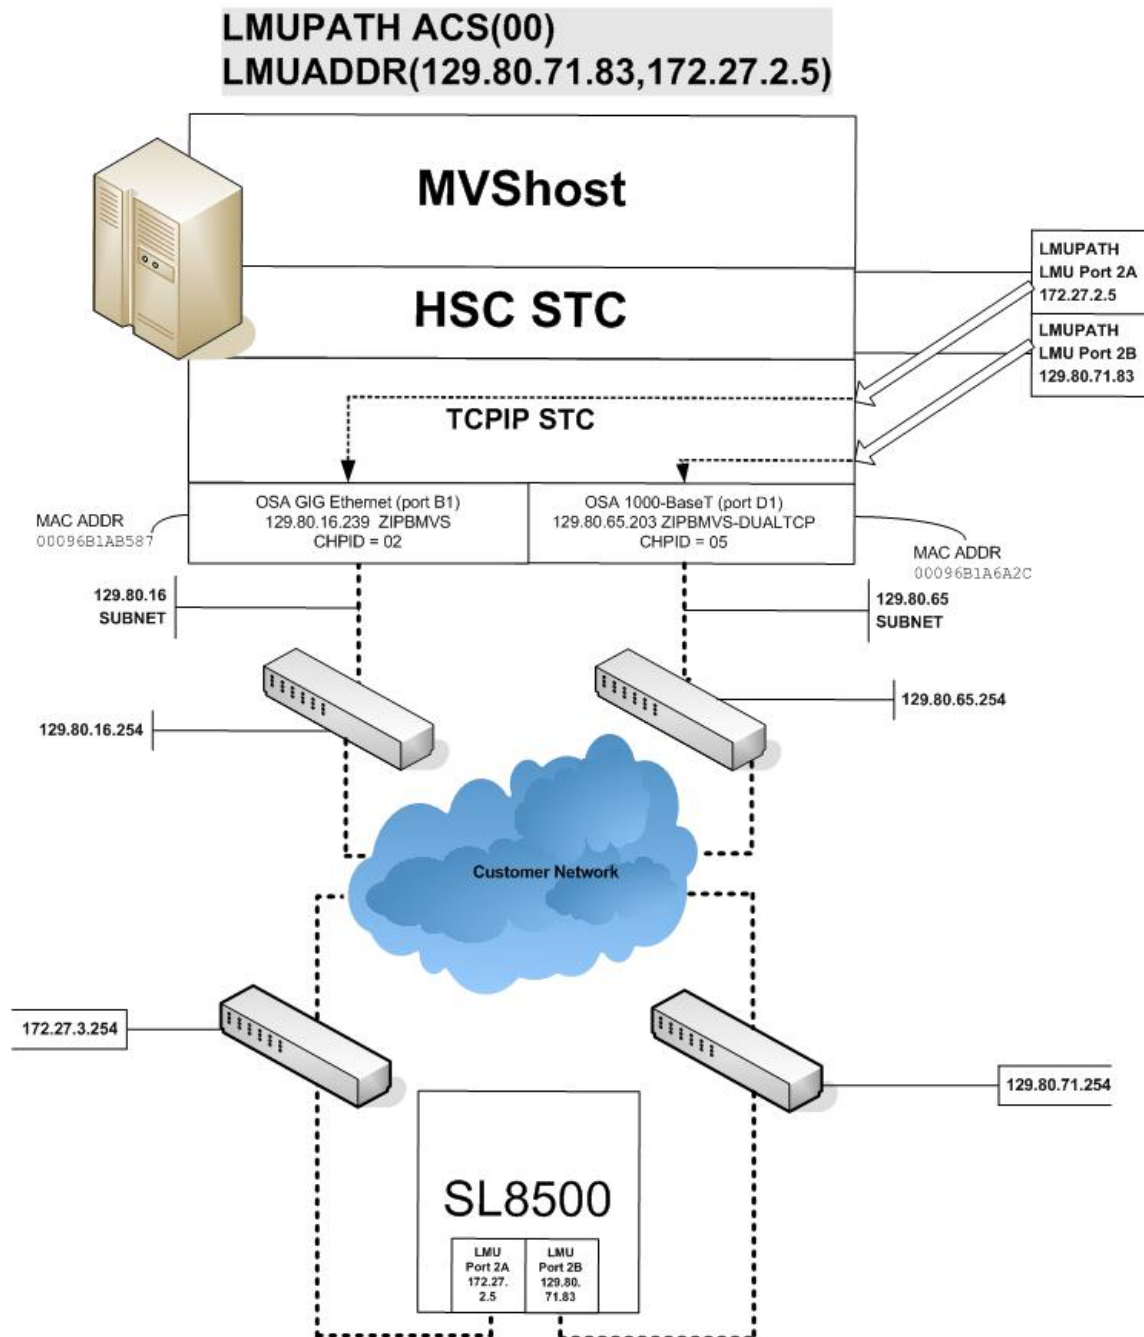 LMUPATH ACS(00)
LMUADDR(129.80.71.83,172.27.2.5)
MVShost
HSC STC
LMUPATH
LMU Port 2A
172.27.2.5
LMUPATH
LMU Port 2B
129.80.71.83
TCPIP STC
OSA GIG Ethernet (port B1)
129.80.16.239 ZIPBMVS
CHPID = 02
OSA 1000-BaseT (port D1)
129.80.65.203 ZIPBMVS-DUALTCP
CHPID = 05
MAC ADDR
00096B1AB587
MAC ADDR
00096B1A6A2C
129.80.16
SUBNET
129.80.65
SUBNET
129.80.16.254
129.80.65.254
Customer Network
172.27.3.254
129.80.71.254
SL8500
LMU
Port 2A
172.27.
2.5
LMU
Port 2B
129.80.
71.83